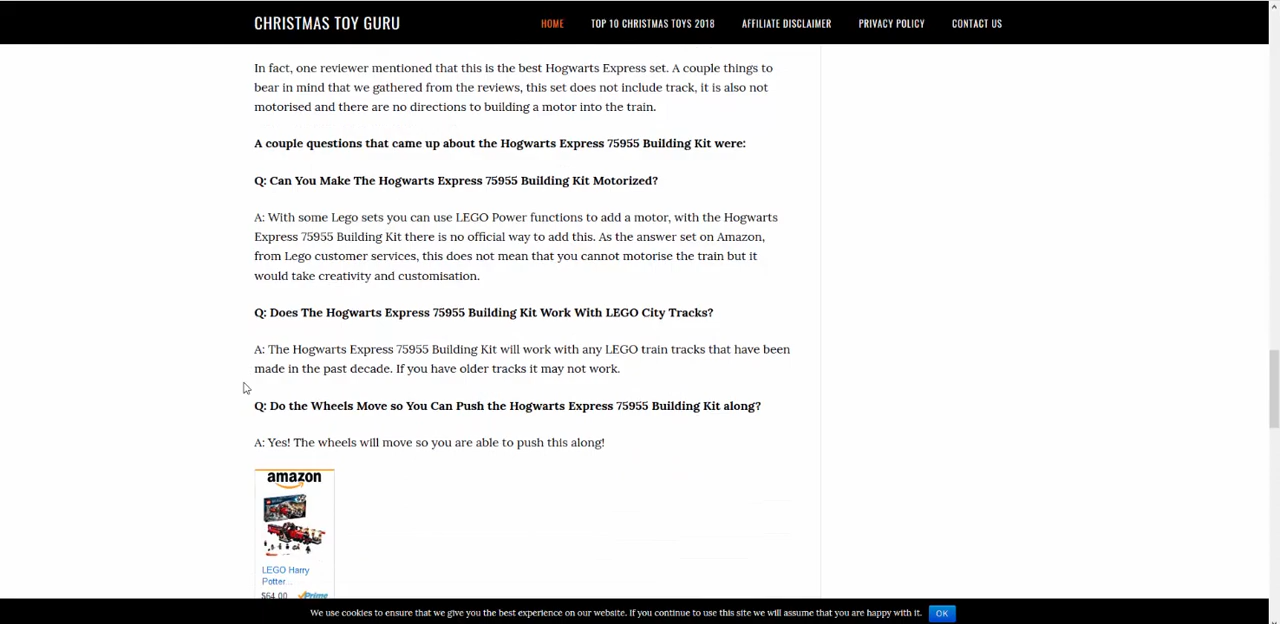 CHRISTMAS TOY GURU
HOME TOP 10 CHRISTMAS TOYS 2018 AFFILIATE DISCLAIMER PRIVACY POLICY CONTACT US
In fact, one reviewer mentioned that this is the best Hogwarts Express set. A couple things to
bear in mind that we gathered from the reviews, this set does not include track, it is also not
motorised and there are no directions to building a motor into the train.
A couple questions that came up about the Hogwarts Express 75955 Building Kit were:
Q: Can You Make The Hogwarts Express 75955 Building Kit Motorized?
A: With some Lego sets you can use LEGO Power functions to add a motor, with the Hogwarts
Express 75955 Building Kit there is no official way to add this. As the answer set on Amazon,
from Lego customer services, this does not mean that you cannot motorise the train but it
would take creativity and customisation.
Q: Does The Hogwarts Express 75955 Building Kit Work With LEGO City Tracks?
A: The Hogwarts Express 75955 Building Kit will work with any LEGO train tracks that have been
made in the past decade. If you have older tracks it may not work.
Q: Do the Wheels Move so You Can Push the Hogwarts Express 75955 Building Kit along?
A: Yes! The wheels will move so you are able to push this along!
amazon
LEGO Harry
Potter...
$64.00 Prime
We use cookies to ensure that we give you the best experience on our website. If you continue to use this site we will assume that you are happy with it. OK